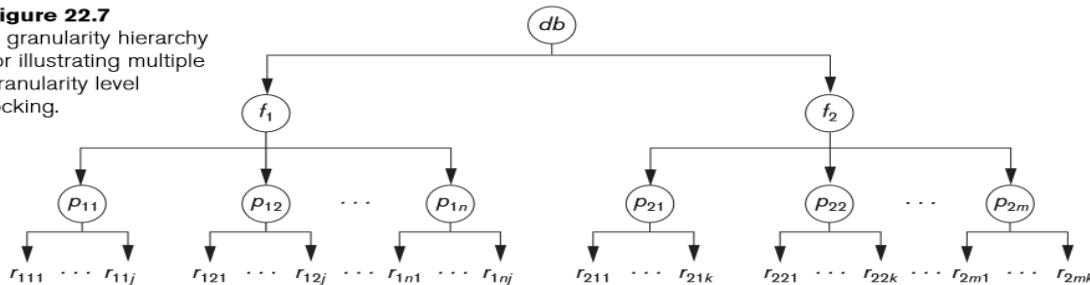 igure 22.7
granularity hierarchy
or illustrating multiple
ranularity level
ocking.
db
f1 f2
p11 p12 · · · p1n p21 p22 · · · p2m
r111 · · · r11j r121 · · · r12j · · · r1n1 · · · r1nj r211 · · · r21k r221 · · · r22k · · · r2m1 · · · r2mk